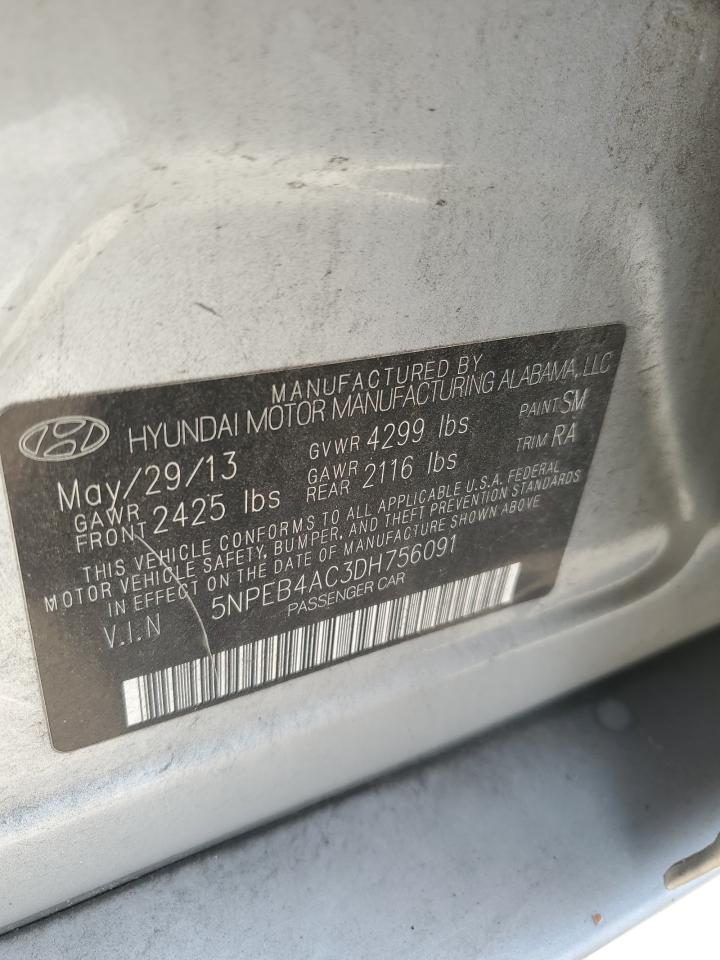 MANUFACTURED BY
HYUNDAI MOTOR MANUFACTURING ALABAMA, LLC
May/29/13 GVWR 4299 lbs PAINT SM
GAWR FRONT 2425 lbs GAWR REAR 2116 lbs TRIM RA
THIS VEHICLE CONFORMS TO ALL APPLICABLE U.S.A. FEDERAL
MOTOR VEHICLE SAFETY, BUMPER, AND THEFT PREVENTION STANDARDS
IN EFFECT ON THE DATE OF MANUFACTURE SHOWN ABOVE
V.I.N 5NPEB4AC3DH756091
PASSENGER CAR